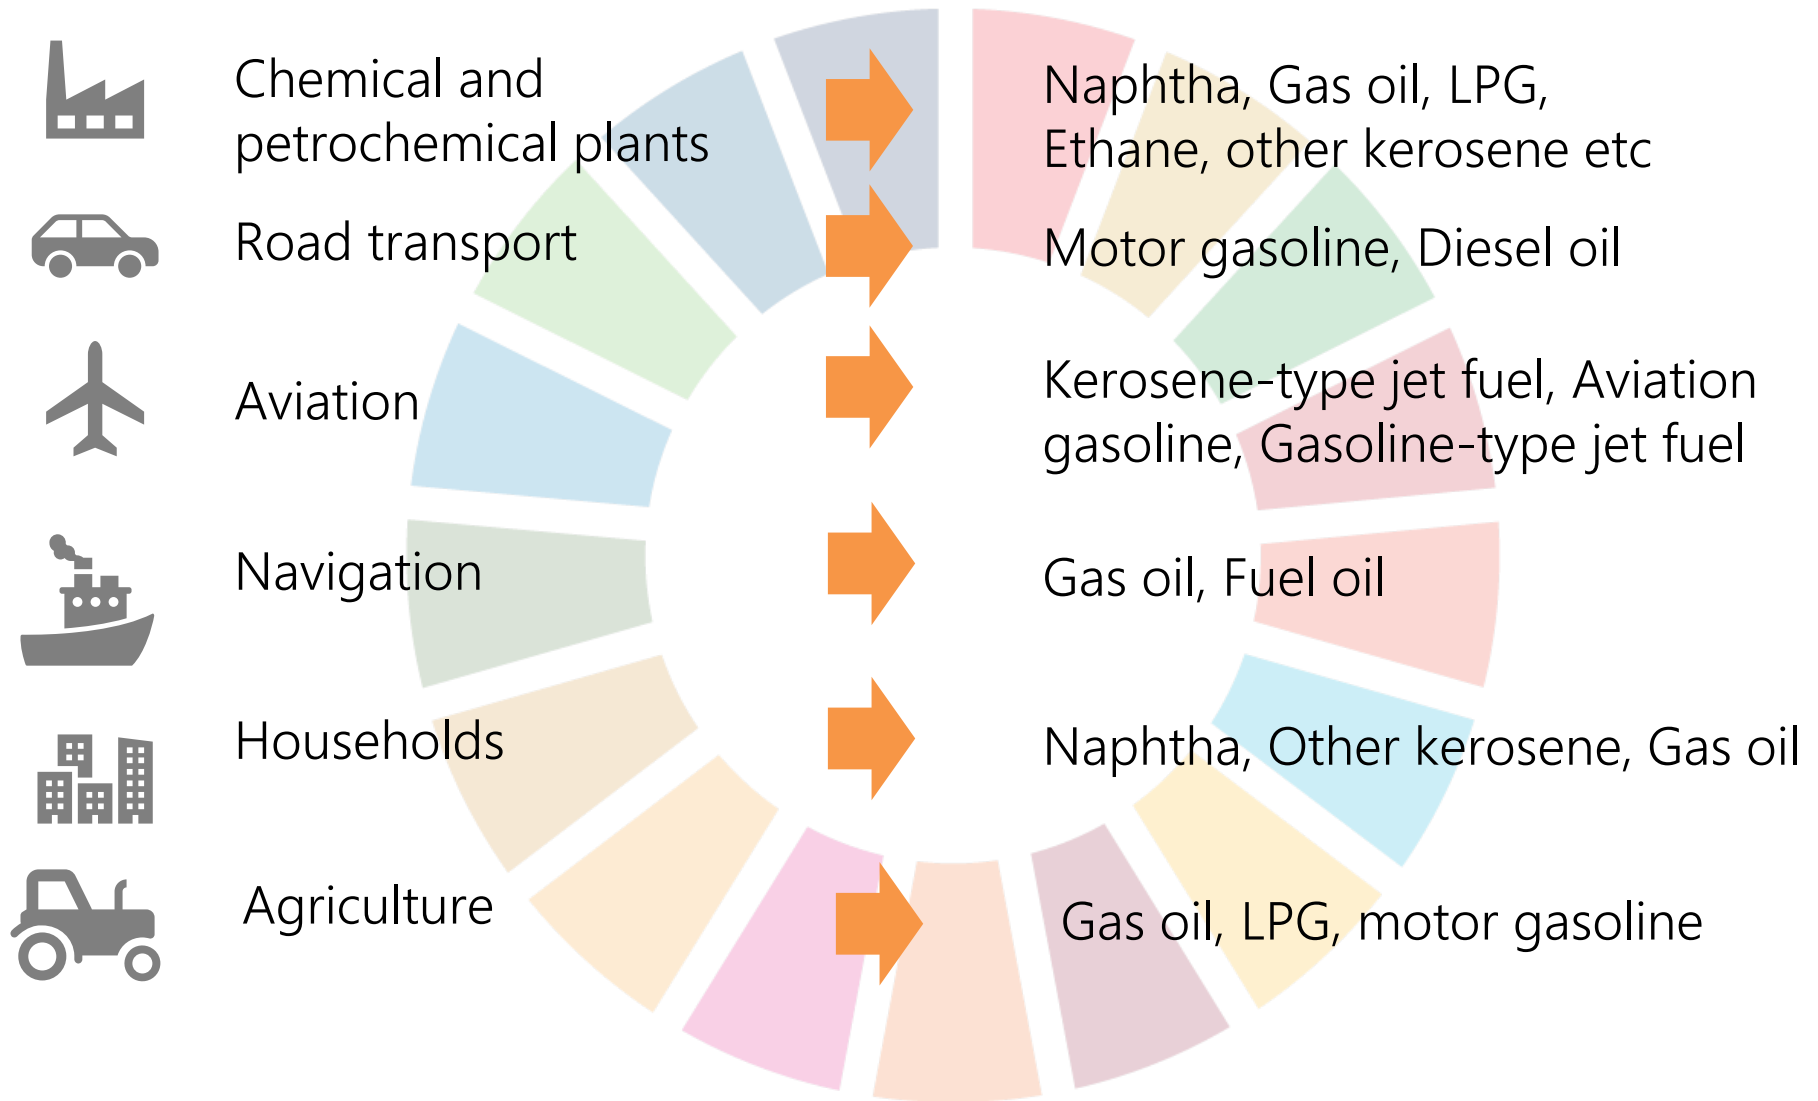 Chemical and
petrochemical plants
Naphtha, Gas oil, LPG,
Ethane, other kerosene etc
Road transport
Motor gasoline, Diesel oil
Aviation
Kerosene-type jet fuel, Aviation
gasoline, Gasoline-type jet fuel
Navigation
Gas oil, Fuel oil
Households
Naphtha, Other kerosene, Gas oil
Agriculture
Gas oil, LPG, motor gasoline